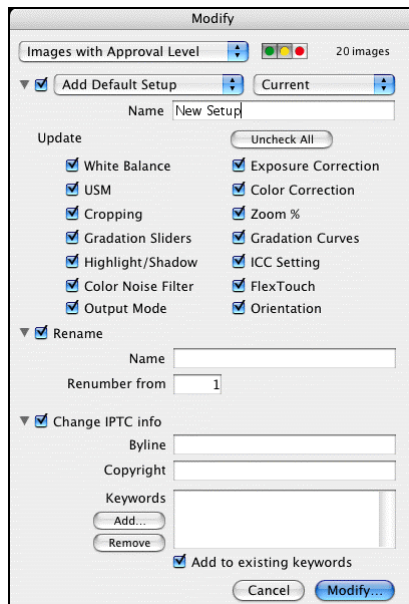 Modify
Images with Approval Level 20 images
Add Default Setup Current
Name New Setup
Update Uncheck All
White Balance Exposure Correction
USM Color Correction
Cropping Zoom %
Gradation Sliders Gradation Curves
Highlight/Shadow ICC Setting
Color Noise Filter FlexTouch
Output Mode Orientation
Rename
Name
Renumber from 1
Change IPTC info
Byline
Copyright
Keywords
Add...
Remove
Add to existing keywords
Cancel Modify...